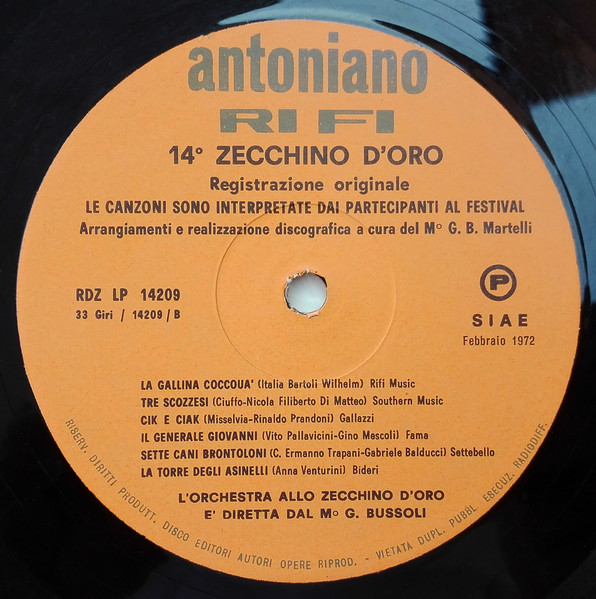 antoniano
RI FI
14° ZECCHINO D'ORO
Registrazione originale
LE CANZONI SONO INTERPRETATE DAI PARTECIPANTI AL FESTIVAL
Arrangiamenti e realizzazione discografica a cura del M° G. B. Martelli
RDZ LP 14209
33 Giri / 14209 / B
P
SIAE
Febbraio 1972
LA GALLINA COCCOUA' (Italia Bartoli Wilhelm) Rifi Music
TRE SCOZZESI (Ciuffo-Nicola Filiberto Di Matteo) Southern Music
CIK E CIAK (Misselvia-Rinaldo Prandoni) Gallazzi
IL GENERALE GIOVANNI (Vito Pallavicini-Gino Mescoli) Fama
SETTE CANI BRONTOLONI (C. Ermanno Trapani-Gabriele Balducci) Settebello
LA TORRE DEGLI ASINELLI (Anna Venturini) Bideri
L'ORCHESTRA ALLO ZECCHINO D'ORO
E' DIRETTA DAL M° G. BUSSOLI
RISERV. DIRITTI PRODUTT. DISCO EDITORI AUTORI OPERE RIPROD. - VIETATA DUPL. PUBBL ESECUZ. RADIODIFF.